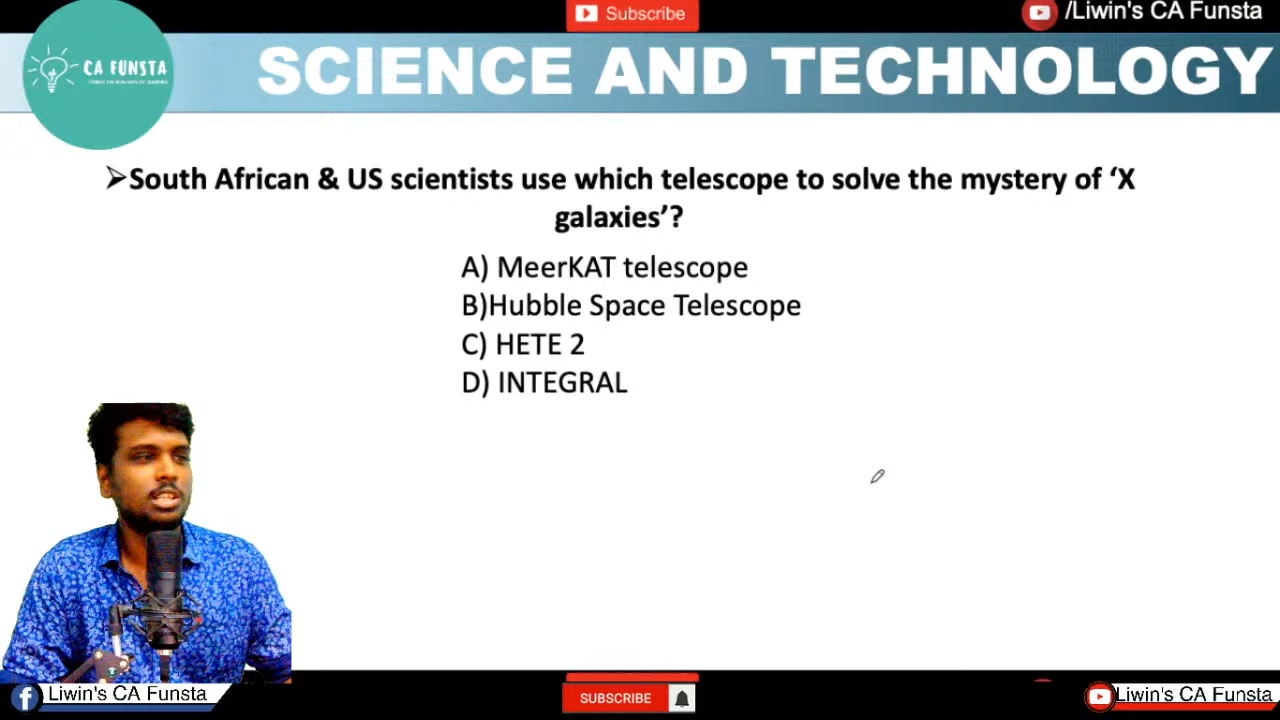 Subscribe
/Liwin's CA Funsta
CA FUNSTA
SCIENCE AND TECHNOLOGY
➢South African & US scientists use which telescope to solve the mystery of ‘X
galaxies’?
A) MeerKAT telescope
B)Hubble Space Telescope
C) HETE 2
D) INTEGRAL
Liwin's CA Funsta
SUBSCRIBE
Liwin's CA Funsta